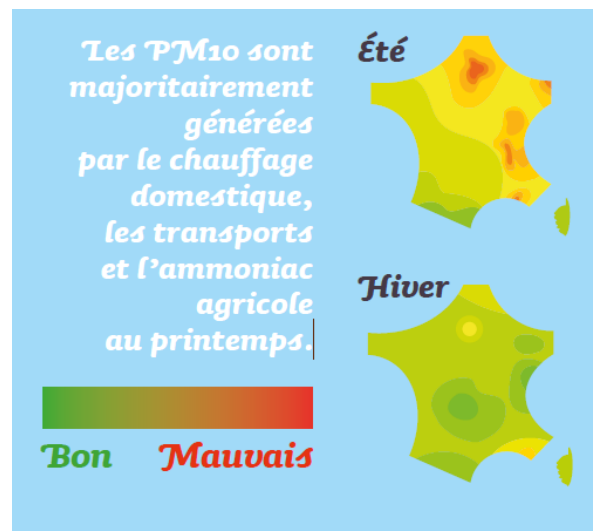 Les PM10 sont
majoritairement
générées
par le chauffage
domestique,
les transports
et l'ammoniac
agricole
au printemps.
Bon Mauvais
Été
Hiver